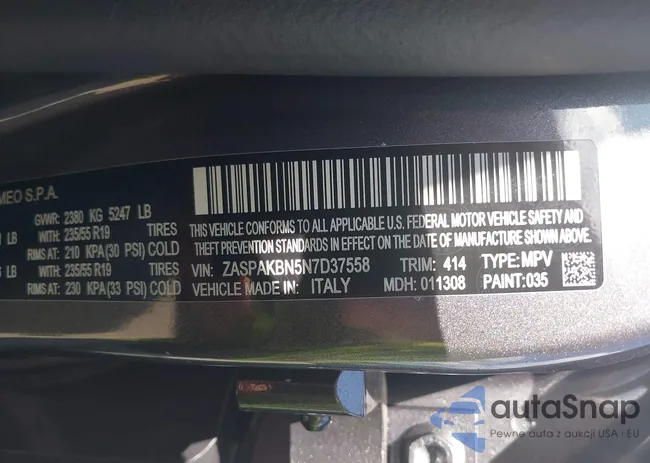 MEO S.P.A.
GVWR: 2380 KG 5247 LB
LB WITH: 235/55 R19 TIRES
RIMS AT: 210 KPA(30 PSI) COLD
LB WITH: 235/55 R19 TIRES
RIMS AT: 230 KPA(33 PSI) COLD
THIS VEHICLE CONFORMS TO ALL APPLICABLE U.S. FEDERAL MOTOR VEHICLE SAFETY AND
THEFT PREVENTION STANDARDS IN EFFECT ON THE DATE OF MANUFACTURE SHOWN ABOVE.
VIN: ZASPAKBN5N7D37558 TRIM: 414 TYPE: MPV
VEHICLE MADE IN: ITALY MDH: 011308 PAINT: 035
autaSnap
Pewne auta z aukcji USA i EU